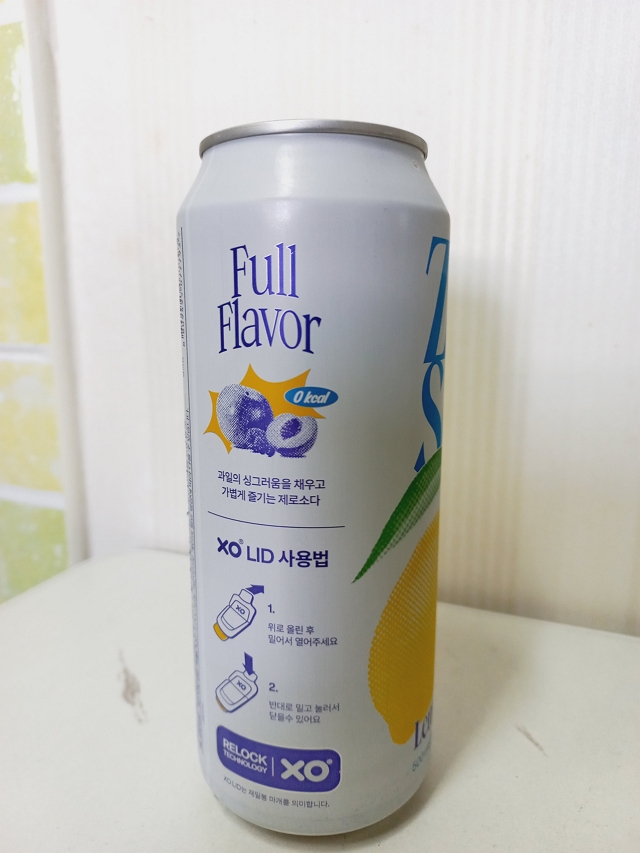 Full
Flavor
0 kcal
과일의 싱그러움을 채우고
가볍게 즐기는 제로소다
XO® LID 사용법
1.
위로 올린 후
밀어서 열어주세요
2.
반대로 밀고 눌러서
닫을수 있어요
RELOCK
TECHNOLOGY
XO®
XO LID는 재밀봉 마개를 의미합니다.